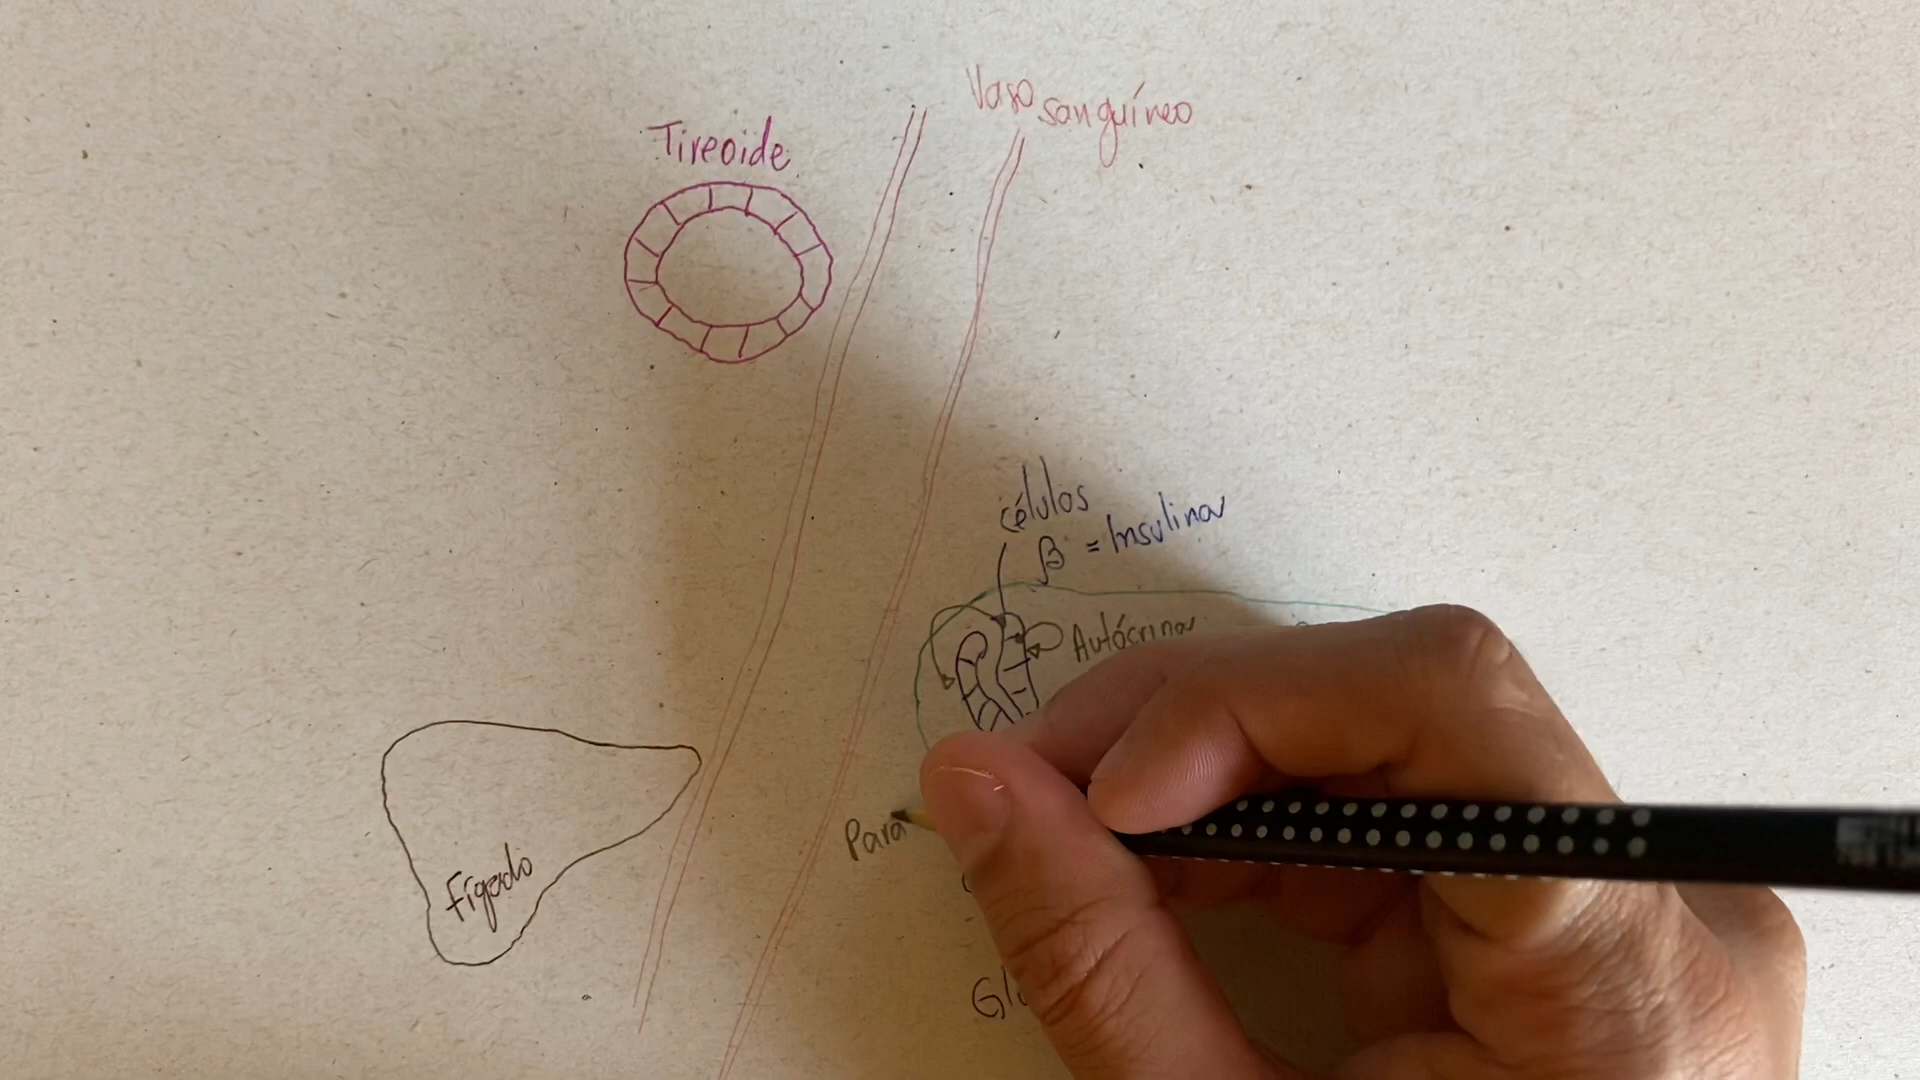 Vaso
sanguíneo
Tireoide
células
β = Insulina
Autócrina
Para
Fígado